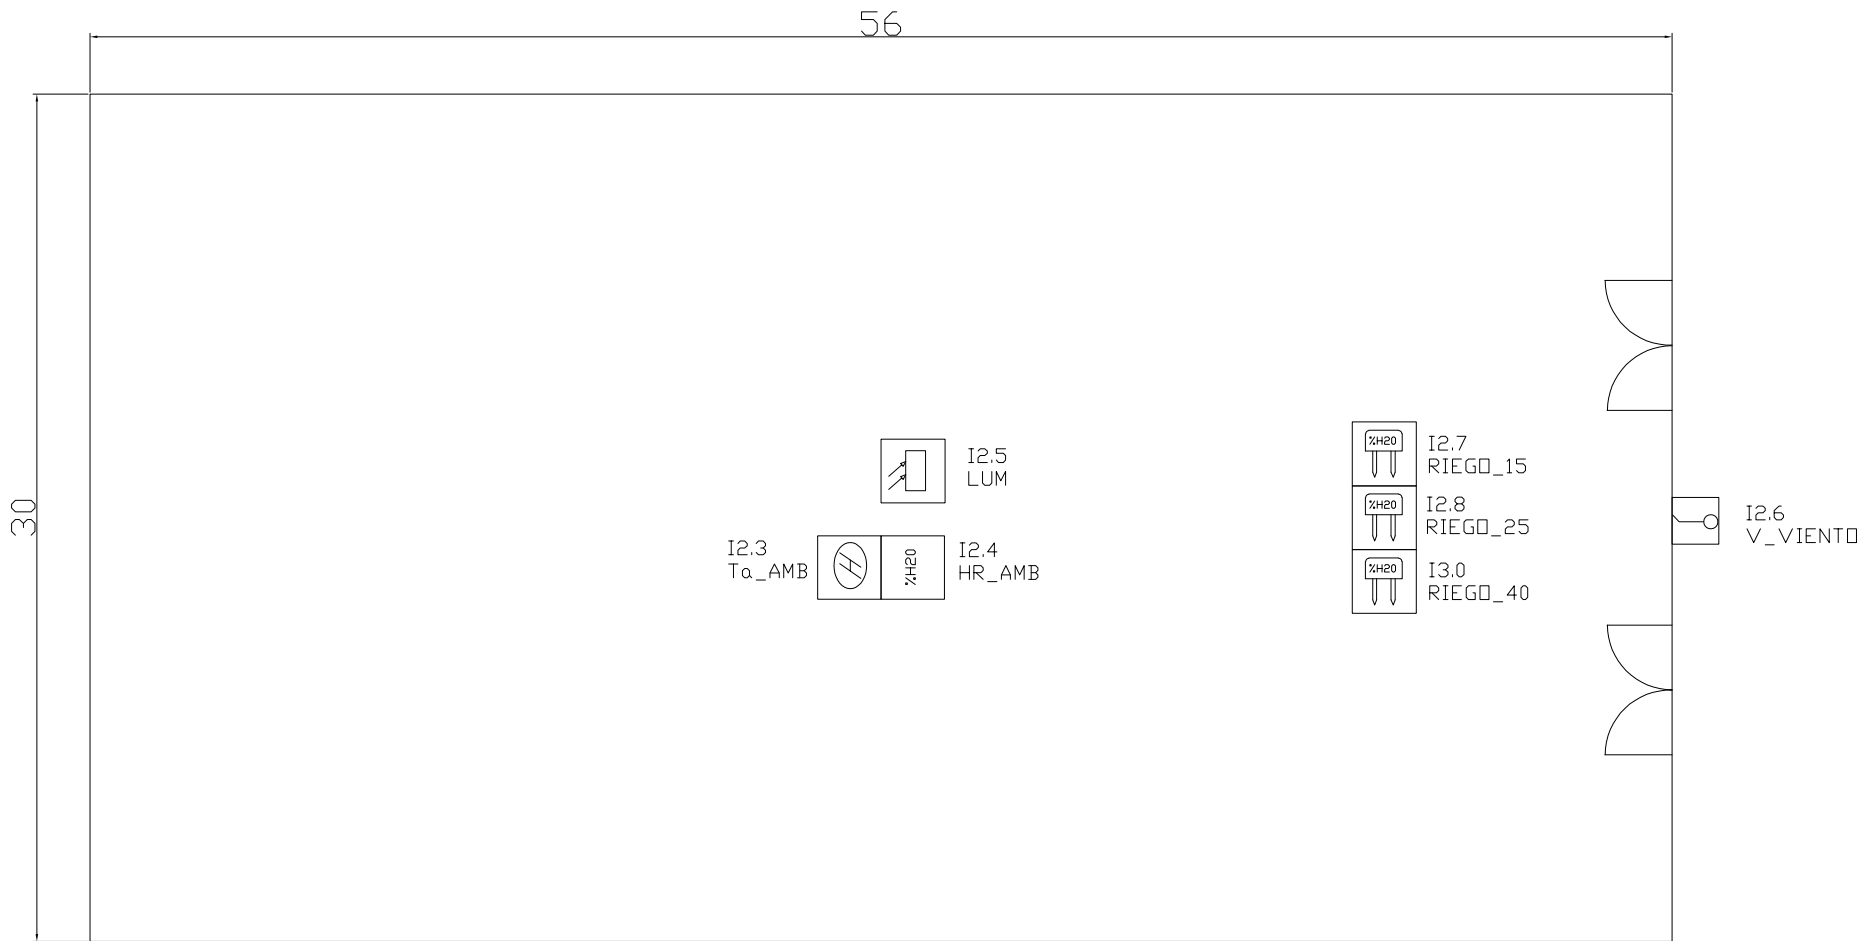 56
30
I2.5
LUM
I2.3
Ta_AMB
%H20
I2.4
HR_AMB
%H20
I2.7
RIEGO_15
%H20
I2.8
RIEGO_25
%H20
I3.0
RIEGO_40
I2.6
V_VIENTO